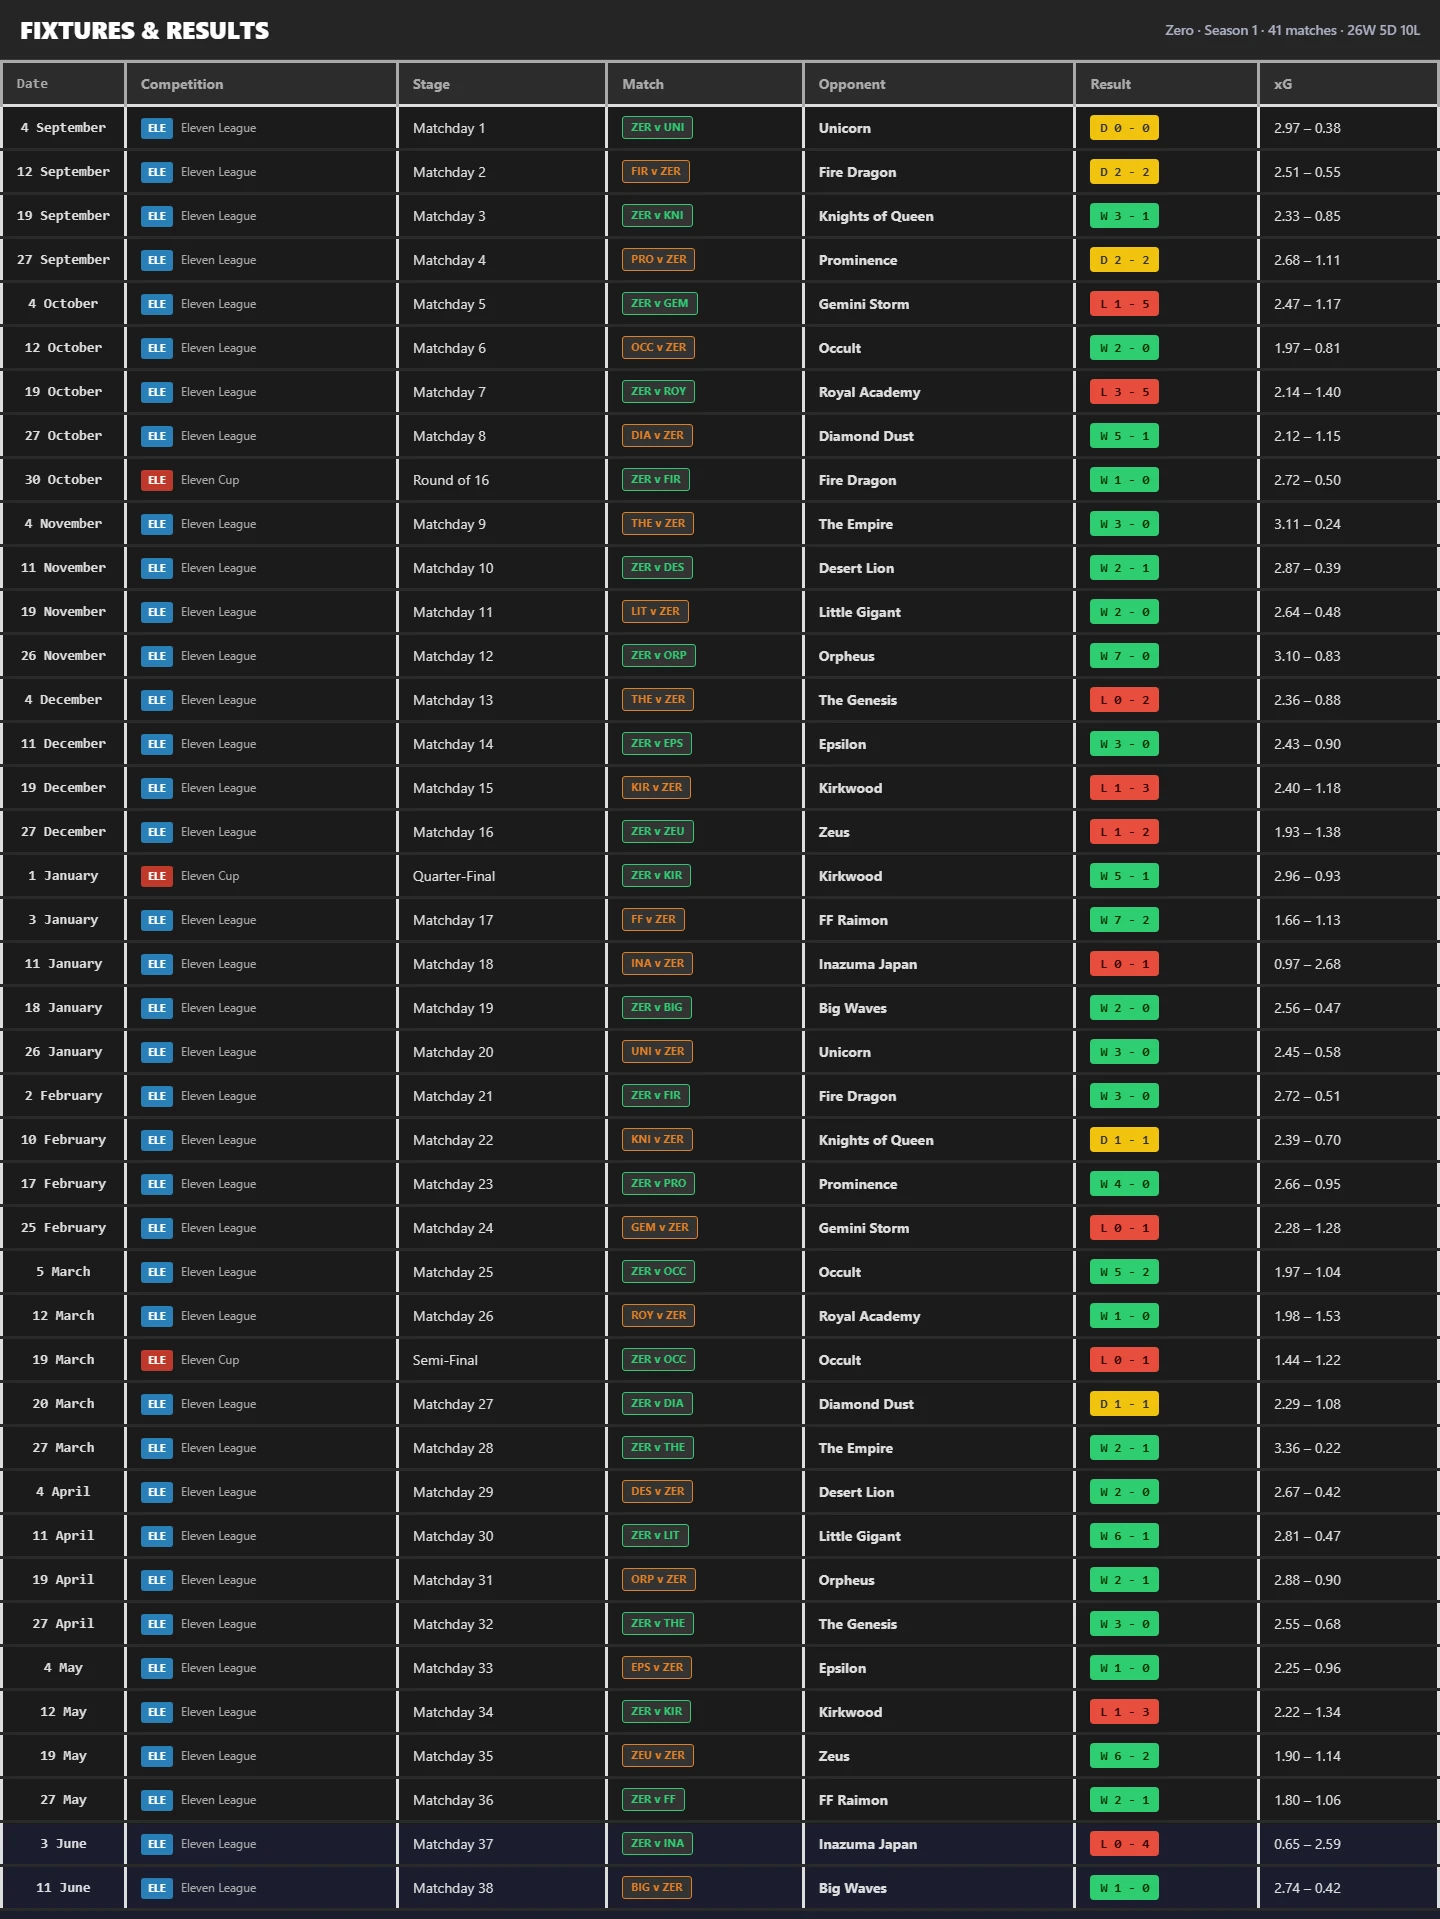 FIXTURES & RESULTS
Zero · Season 1 · 41 matches · 26W 5D 10L
Date Competition Stage Match Opponent Result xG
4 September ELE Eleven League Matchday 1 ZER v UNI Unicorn D 0 - 0 2.97 – 0.38
12 September ELE Eleven League Matchday 2 FIR v ZER Fire Dragon D 2 - 2 2.51 – 0.55
19 September ELE Eleven League Matchday 3 ZER v KNI Knights of Queen W 3 - 1 2.33 – 0.85
27 September ELE Eleven League Matchday 4 PRO v ZER Prominence D 2 - 2 2.68 – 1.11
4 October ELE Eleven League Matchday 5 ZER v GEM Gemini Storm L 1 - 5 2.47 – 1.17
12 October ELE Eleven League Matchday 6 OCC v ZER Occult W 2 - 0 1.97 – 0.81
19 October ELE Eleven League Matchday 7 ZER v ROY Royal Academy L 3 - 5 2.14 – 1.40
27 October ELE Eleven League Matchday 8 DIA v ZER Diamond Dust W 5 - 1 2.12 – 1.15
30 October ELE Eleven Cup Round of 16 ZER v FIR Fire Dragon W 1 - 0 2.72 – 0.50
4 November ELE Eleven League Matchday 9 THE v ZER The Empire W 3 - 0 3.11 – 0.24
11 November ELE Eleven League Matchday 10 ZER v DES Desert Lion W 2 - 1 2.87 – 0.39
19 November ELE Eleven League Matchday 11 LIT v ZER Little Gigant W 2 - 0 2.64 – 0.48
26 November ELE Eleven League Matchday 12 ZER v ORP Orpheus W 7 - 0 3.10 – 0.83
4 December ELE Eleven League Matchday 13 THE v ZER The Genesis L 0 - 2 2.36 – 0.88
11 December ELE Eleven League Matchday 14 ZER v EPS Epsilon W 3 - 0 2.43 – 0.90
19 December ELE Eleven League Matchday 15 KIR v ZER Kirkwood L 1 - 3 2.40 – 1.18
27 December ELE Eleven League Matchday 16 ZER v ZEU Zeus L 1 - 2 1.93 – 1.38
1 January ELE Eleven Cup Quarter-Final ZER v KIR Kirkwood W 5 - 1 2.96 – 0.93
3 January ELE Eleven League Matchday 17 FF v ZER FF Raimon W 7 - 2 1.66 – 1.13
11 January ELE Eleven League Matchday 18 INA v ZER Inazuma Japan L 0 - 1 0.97 – 2.68
18 January ELE Eleven League Matchday 19 ZER v BIG Big Waves W 2 - 0 2.56 – 0.47
26 January ELE Eleven League Matchday 20 UNI v ZER Unicorn W 3 - 0 2.45 – 0.58
2 February ELE Eleven League Matchday 21 ZER v FIR Fire Dragon W 3 - 0 2.72 – 0.51
10 February ELE Eleven League Matchday 22 KNI v ZER Knights of Queen D 1 - 1 2.39 – 0.70
17 February ELE Eleven League Matchday 23 ZER v PRO Prominence W 4 - 0 2.66 – 0.95
25 February ELE Eleven League Matchday 24 GEM v ZER Gemini Storm L 0 - 1 2.28 – 1.28
5 March ELE Eleven League Matchday 25 ZER v OCC Occult W 5 - 2 1.97 – 1.04
12 March ELE Eleven League Matchday 26 ROY v ZER Royal Academy W 1 - 0 1.98 – 1.53
19 March ELE Eleven Cup Semi-Final ZER v OCC Occult L 0 - 1 1.44 – 1.22
20 March ELE Eleven League Matchday 27 ZER v DIA Diamond Dust D 1 - 1 2.29 – 1.08
27 March ELE Eleven League Matchday 28 ZER v THE The Empire W 2 - 1 3.36 – 0.22
4 April ELE Eleven League Matchday 29 DES v ZER Desert Lion W 2 - 0 2.67 – 0.42
11 April ELE Eleven League Matchday 30 ZER v LIT Little Gigant W 6 - 1 2.81 – 0.47
19 April ELE Eleven League Matchday 31 ORP v ZER Orpheus W 2 - 1 2.88 – 0.90
27 April ELE Eleven League Matchday 32 ZER v THE The Genesis W 3 - 0 2.55 – 0.68
4 May ELE Eleven League Matchday 33 EPS v ZER Epsilon W 1 - 0 2.25 – 0.96
12 May ELE Eleven League Matchday 34 ZER v KIR Kirkwood L 1 - 3 2.22 – 1.34
19 May ELE Eleven League Matchday 35 ZEU v ZER Zeus W 6 - 2 1.90 – 1.14
27 May ELE Eleven League Matchday 36 ZER v FF FF Raimon W 2 - 1 1.80 – 1.06
3 June ELE Eleven League Matchday 37 ZER v INA Inazuma Japan L 0 - 4 0.65 – 2.59
11 June ELE Eleven League Matchday 38 BIG v ZER Big Waves W 1 - 0 2.74 – 0.42